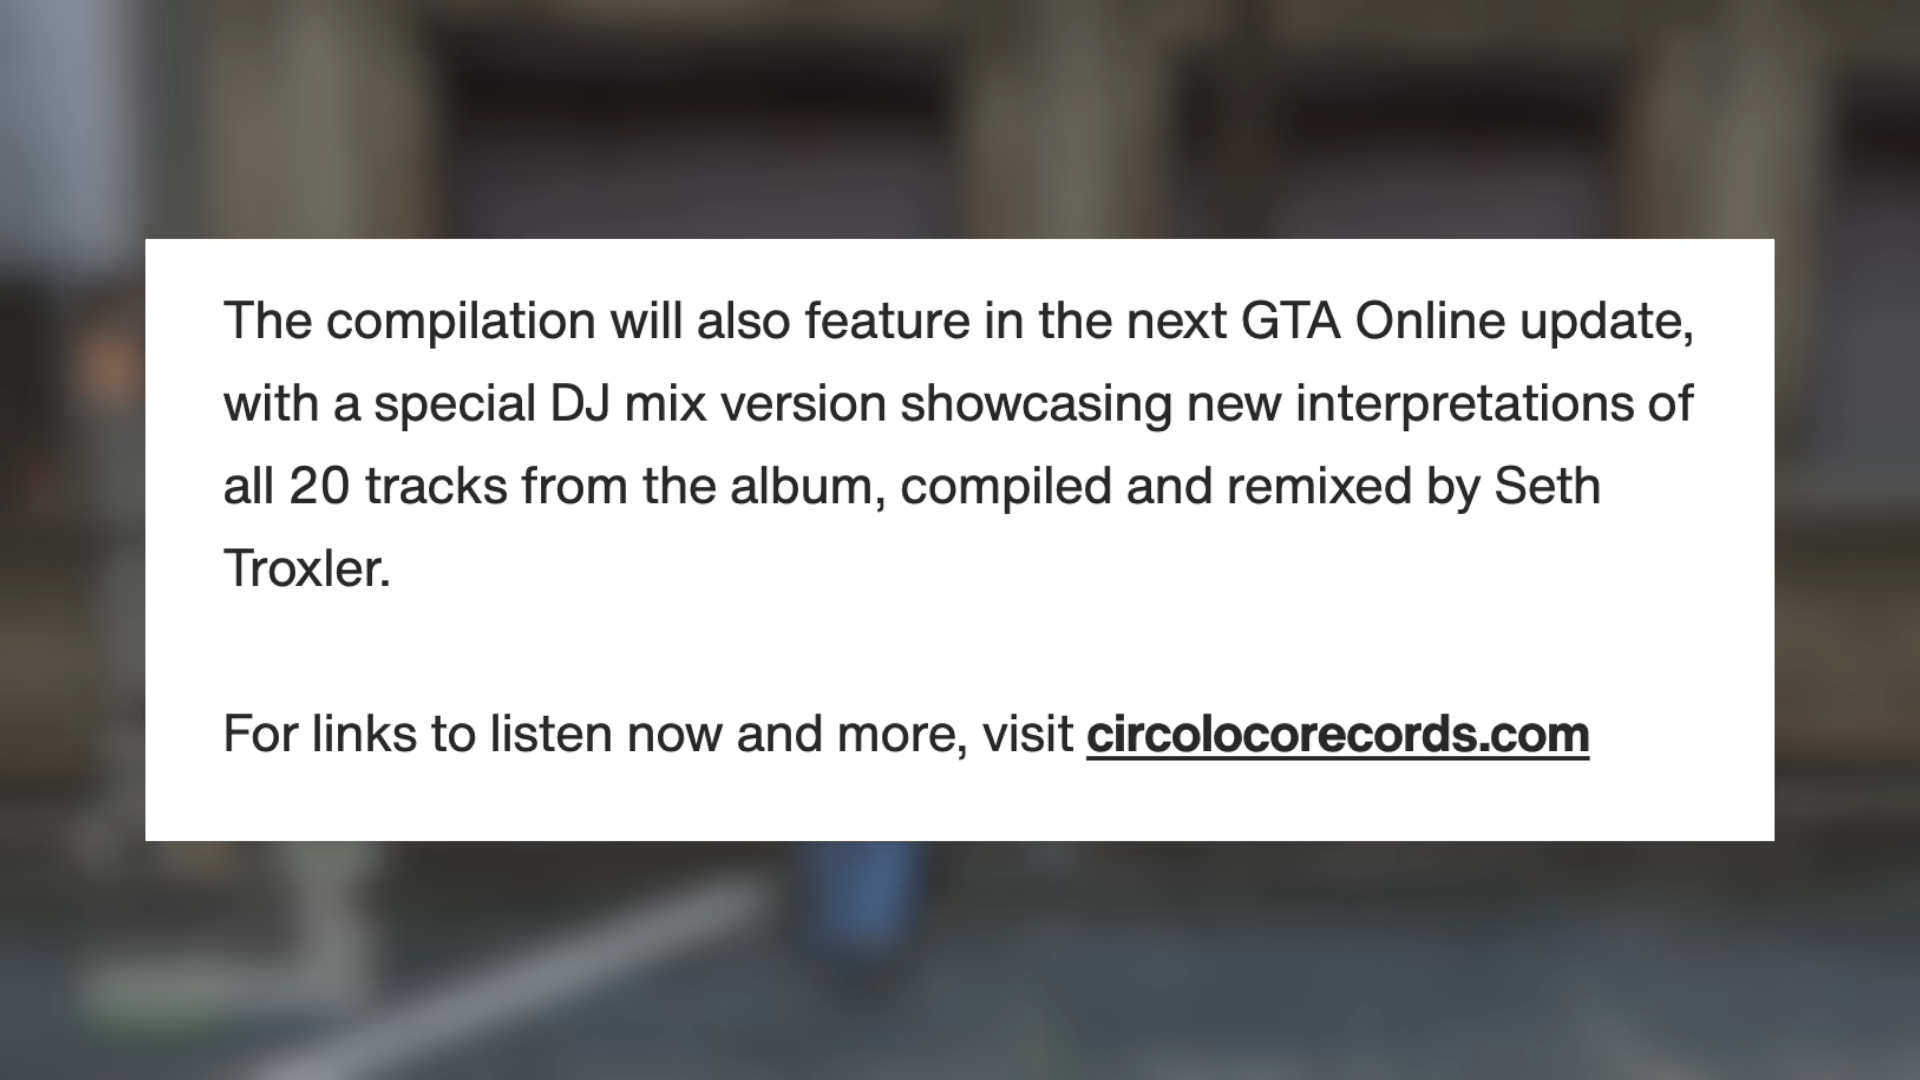 The compilation will also feature in the next GTA Online update,
with a special DJ mix version showcasing new interpretations of
all 20 tracks from the album, compiled and remixed by Seth
Troxler.
For links to listen now and more, visit circolocorecords.com